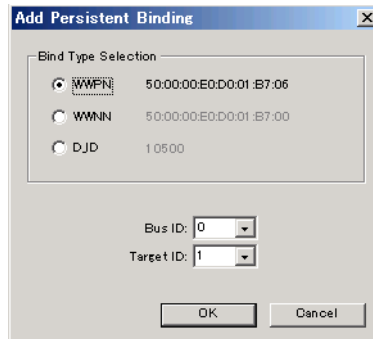 Add Persistent Binding
Bind Type Selection
WWPN 50:00:00:E0:D0:01:B7:06
WWNN 50:00:00:E0:D0:01:B7:00
D_ID 10500
Bus ID: 0
Target ID: 1
OK Cancel